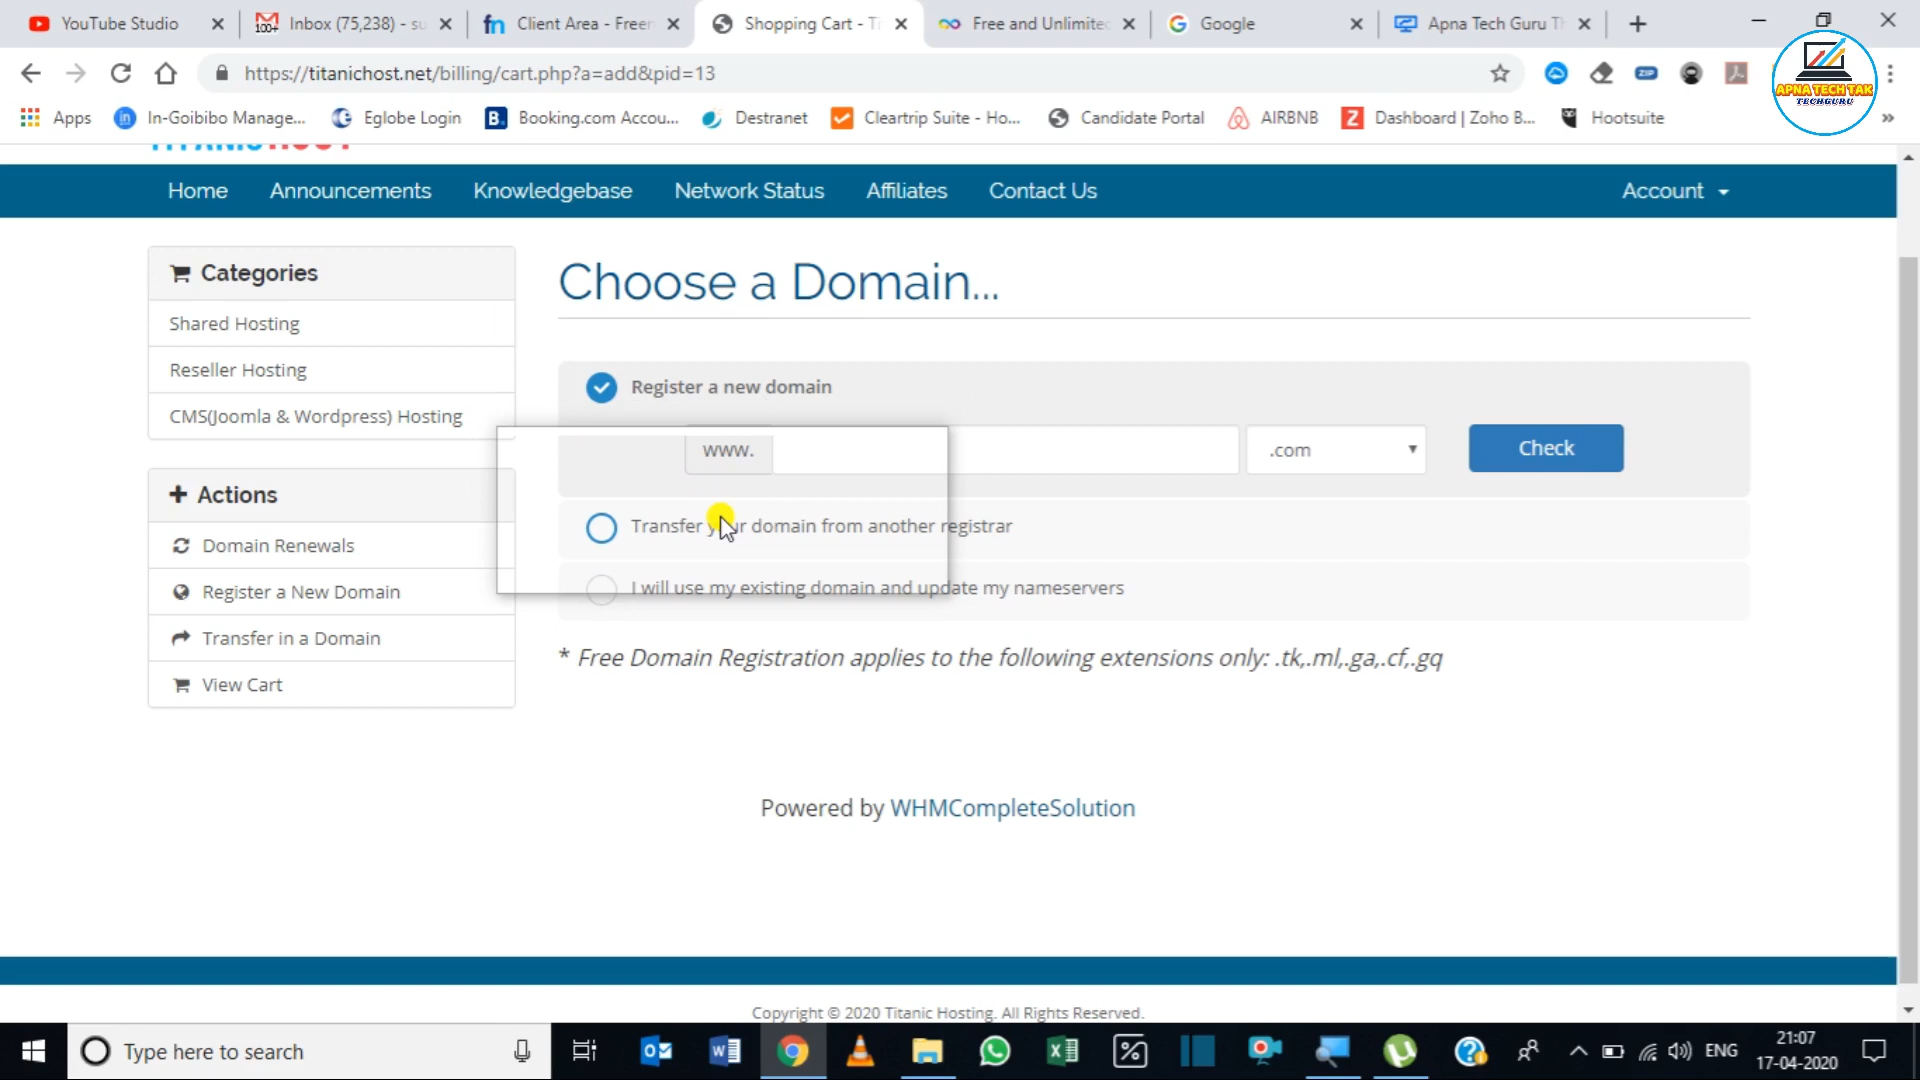 YouTube Studio
Inbox (75,238) - su
Client Area - Freen
Shopping Cart - Ti
Free and Unlimited
Google
Apna Tech Guru Th
https://titanichost.net/billing/cart.php?a=add&pid=13
APNA TECH TAK
TECHGURU
Apps
In-Goibibo Manage...
Eglobe Login
Booking.com Accou...
Destranet
Cleartrip Suite - Ho...
Candidate Portal
AIRBNB
Dashboard | Zoho B...
Hootsuite
»
TITANICHOST
Home Announcements Knowledgebase Network Status Affiliates Contact Us Account
Categories
Shared Hosting
Reseller Hosting
CMS(Joomla & Wordpress) Hosting
Actions
Domain Renewals
Register a New Domain
Transfer in a Domain
View Cart
Choose a Domain...
Register a new domain
www. .com Check
Transfer your domain from another registrar
I will use my existing domain and update my nameservers
* Free Domain Registration applies to the following extensions only: .tk,.ml,.ga,.cf,.gq
Powered by WHMCompleteSolution
Copyright © 2020 Titanic Hosting. All Rights Reserved.
Type here to search
ENG
21:07
17-04-2020